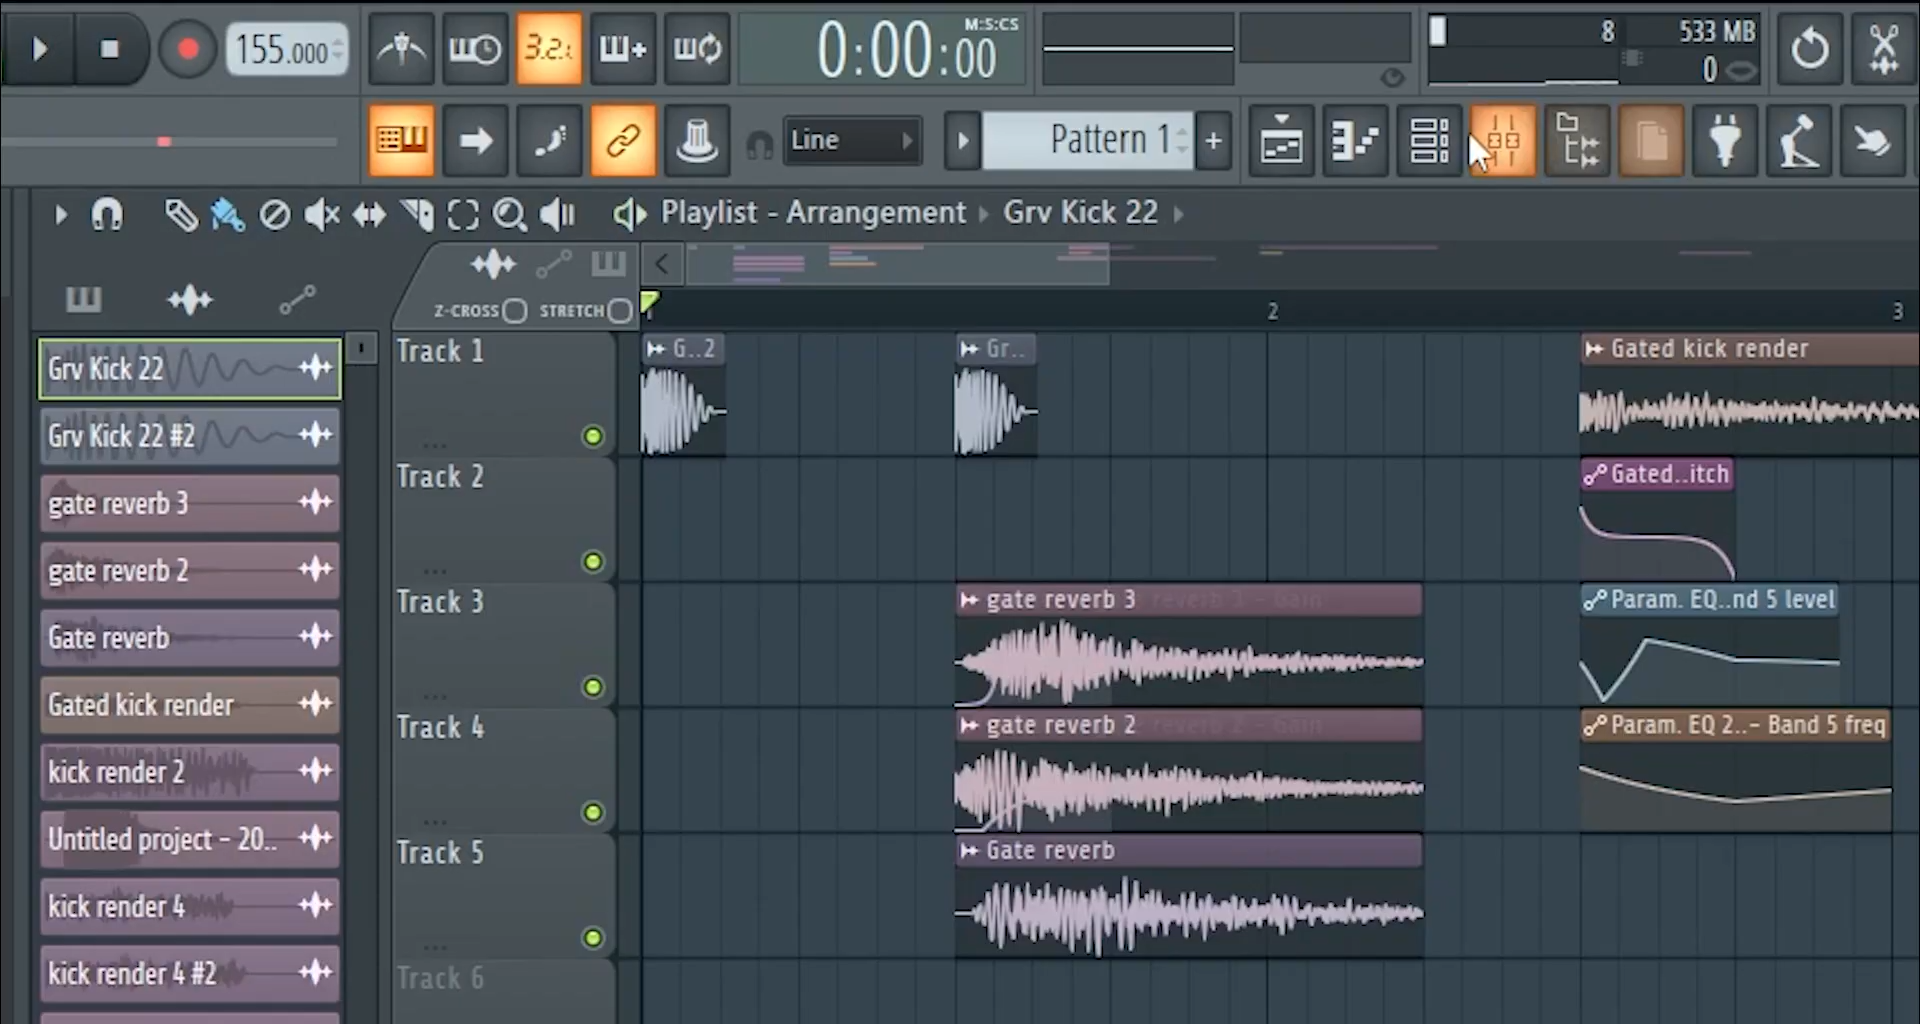 155.000
3.2.
0:00:00
M:S:CS
8
533 MB
0
Line
Pattern 1
+
Playlist - Arrangement
Grv Kick 22
Z-CROSS
STRETCH
1
2
3
Grv Kick 22
Grv Kick 22 #2
gate reverb 3
gate reverb 2
Gate reverb
Gated kick render
kick render 2
Untitled project - 20..
kick render 4
kick render 4 #2
Track 1
G..2
Gr..
Gated kick render
Track 2
Gated..itch
Track 3
gate reverb 3
Param. EQ..nd 5 level
Track 4
gate reverb 2
Param. EQ 2..- Band 5 freq
Track 5
Gate reverb
Track 6